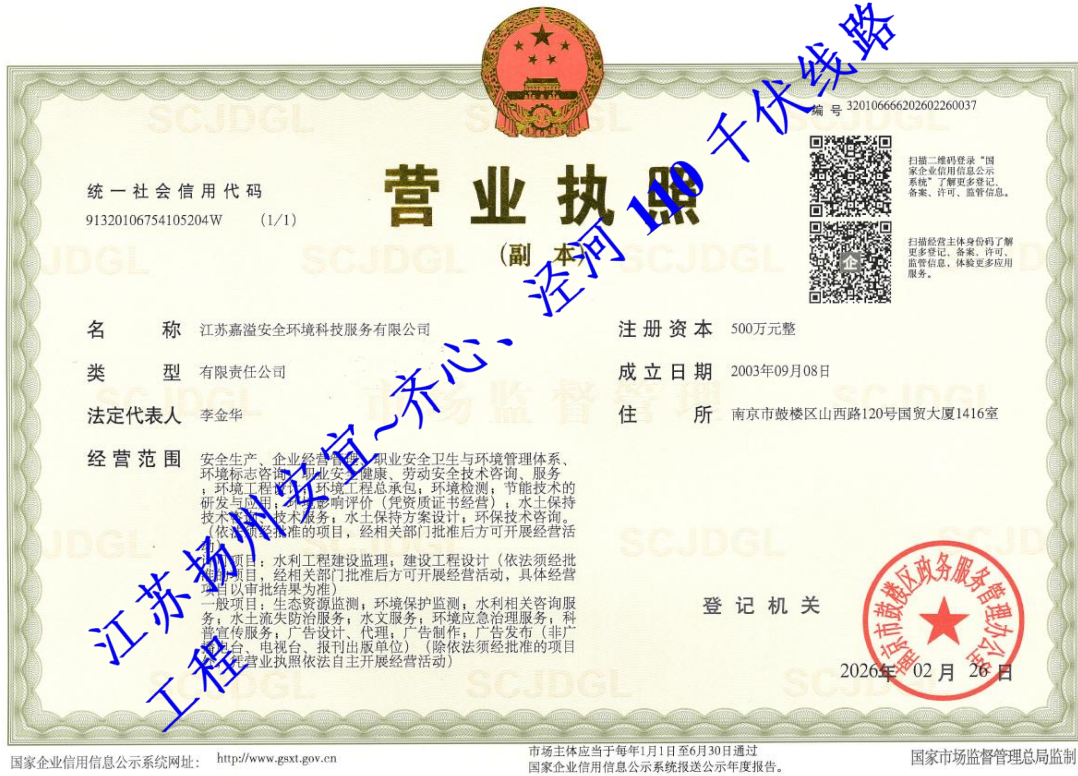 编 号 320106666202602260037
扫描二维码登录“国
家企业信用信息公示
系统”了解更多登记、
备案、许可、监管信息。
统一社会信用代码
91320106754105204W (1/1)
营业执照
(副 本)
扫描经营主体身份码了解
更多登记、备案、许可、
监管信息，体验更多应用
服务。
企
名 称 江苏嘉溢安全环境科技服务有限公司
注册资本 500万元整
类 型 有限责任公司
成立日期 2003年09月08日
法定代表人 李金华
住 所 南京市鼓楼区山西路120号国贸大厦1416室
经营范围 安全生产、企业经营管理、职业安全卫生与环境管理体系、
环境标志咨询；职业安全健康、劳动安全技术咨询、服务
；环境工程设计；环境工程总承包；环境检测；节能技术的
研发与应用；环境影响评价（凭资质证书经营）；水土保持
技术咨询、技术服务；水土保持方案设计；环保技术咨询。
（依法须经批准的项目，经相关部门批准后方可开展经营活
动）
许可项目：水利工程建设监理；建设工程设计（依法须经批
准的项目，经相关部门批准后方可开展经营活动，具体经营
项目以审批结果为准）
一般项目：生态资源监测；环境保护监测；水利相关咨询服
务；水土流失防治服务；水文服务；环境应急治理服务；科
普宣传服务；广告设计、代理；广告制作；广告发布（非广
播电台、电视台、报刊出版单位）（除依法须经批准的项目
外，凭营业执照依法自主开展经营活动）
江苏扬州安宜~齐心、泾河 110 千伏线路
工程
登记机关
南京市鼓楼区政务服务管理办公室
2026年 02 月 26 日
SCJDGL
市场监督管理
国家企业信用信息公示系统网址： http://www.gsxt.gov.cn
市场主体应当于每年1月1日至6月30日通过
国家企业信用信息公示系统报送公示年度报告。
国家市场监督管理总局监制